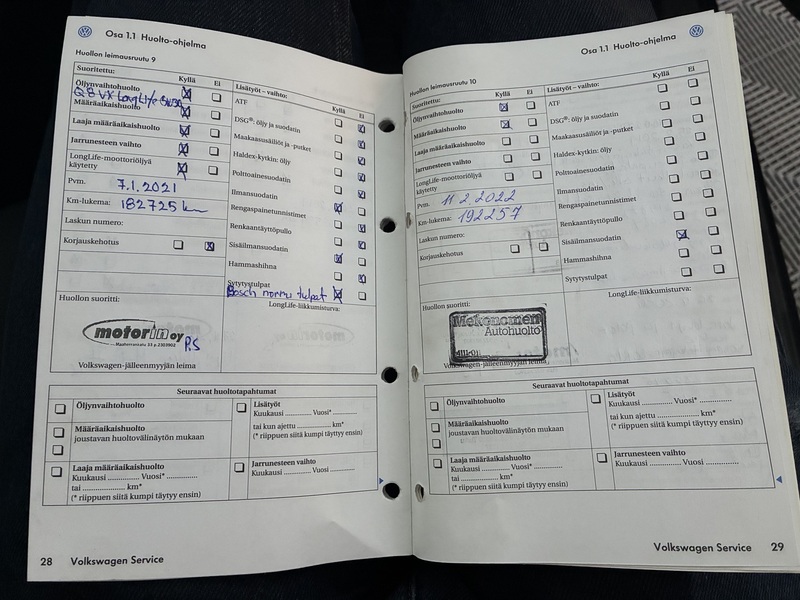 Osa 1.1 Huolto-ohjelma
Huollon leimausruutu 9
Suoritettu: Kyllä Ei
Öljynvaihtohuolto
Q8 VX LongLife 5W30
Määräaikaishuolto
Laaja määräaikaishuolto
Jarrunesteen vaihto
LongLife-moottoriöljyä
käytetty
Pvm. 7.1.2021
Km-lukema: 182725 km
Laskun numero:
Korjauskehotus
Huollon suoritti:
motorin oy
P.S
Volkswagen-jälleenmyyjän leima
Lisätyöt – vaihto: Kyllä Ei
ATF
DSG®: öljy ja suodatin
Maakaasusäiliöt ja -putket
Haldex-kytkin: öljy
Polttoainesuodatin
Ilmansuodatin
Rengaspainetunnistimet
Renkaantäyttöpullo
Sisäilmansuodatin
Hammashihna
Sytytystulpat
Bosch normu tulpat
LongLife-liikkumisturva:
Seuraavat huoltotapahtumat
Öljynvaihtohuolto
Määräaikaishuolto
joustavan huoltovälinäytön mukaan
Laaja määräaikaishuolto
Kuukausi ............ Vuosi* ............
tai ................ km*
(* riippuen siitä kumpi täytyy ensin)
Lisätyöt
Kuukausi ............ Vuosi* ............
tai kun ajettu ................ km*
(* riippuen siitä kumpi täytyy ensin)
Jarrunesteen vaihto
Kuukausi ............ Vuosi ............
28 Volkswagen Service
Osa 1.1 Huolto-ohjelma
Huollon leimausruutu 10
Suoritettu: Kyllä Ei
Öljynvaihtohuolto
Määräaikaishuolto
Laaja määräaikaishuolto
Jarrunesteen vaihto
LongLife-moottoriöljyä
käytetty
Pvm. 11.2.2022
Km-lukema: 192257
Laskun numero:
Korjauskehotus
Huollon suoritti:
Mekonomen
Autohuolto
4111-01
Volkswagen-jälleenmyyjän leima
Lisätyöt – vaihto: Kyllä Ei
ATF
DSG®: öljy ja suodatin
Maakaasusäiliöt ja -putket
Haldex-kytkin: öljy
Polttoainesuodatin
Ilmansuodatin
Rengaspainetunnistimet
Renkaantäyttöpullo
Sisäilmansuodatin
Hammashihna
Sytytystulpat
LongLife-liikkumisturva:
Seuraavat huoltotapahtumat
Öljynvaihtohuolto
Määräaikaishuolto
joustavan huoltovälinäytön mukaan
Laaja määräaikaishuolto
Kuukausi ............ Vuosi* ............
tai ................ km*
(* riippuen siitä kumpi täytyy ensin)
Lisätyöt
Kuukausi ............ Vuosi* ............
tai kun ajettu ................ km*
(* riippuen siitä kumpi täytyy ensin)
Jarrunesteen vaihto
Kuukausi ............ Vuosi ............
Volkswagen Service 29